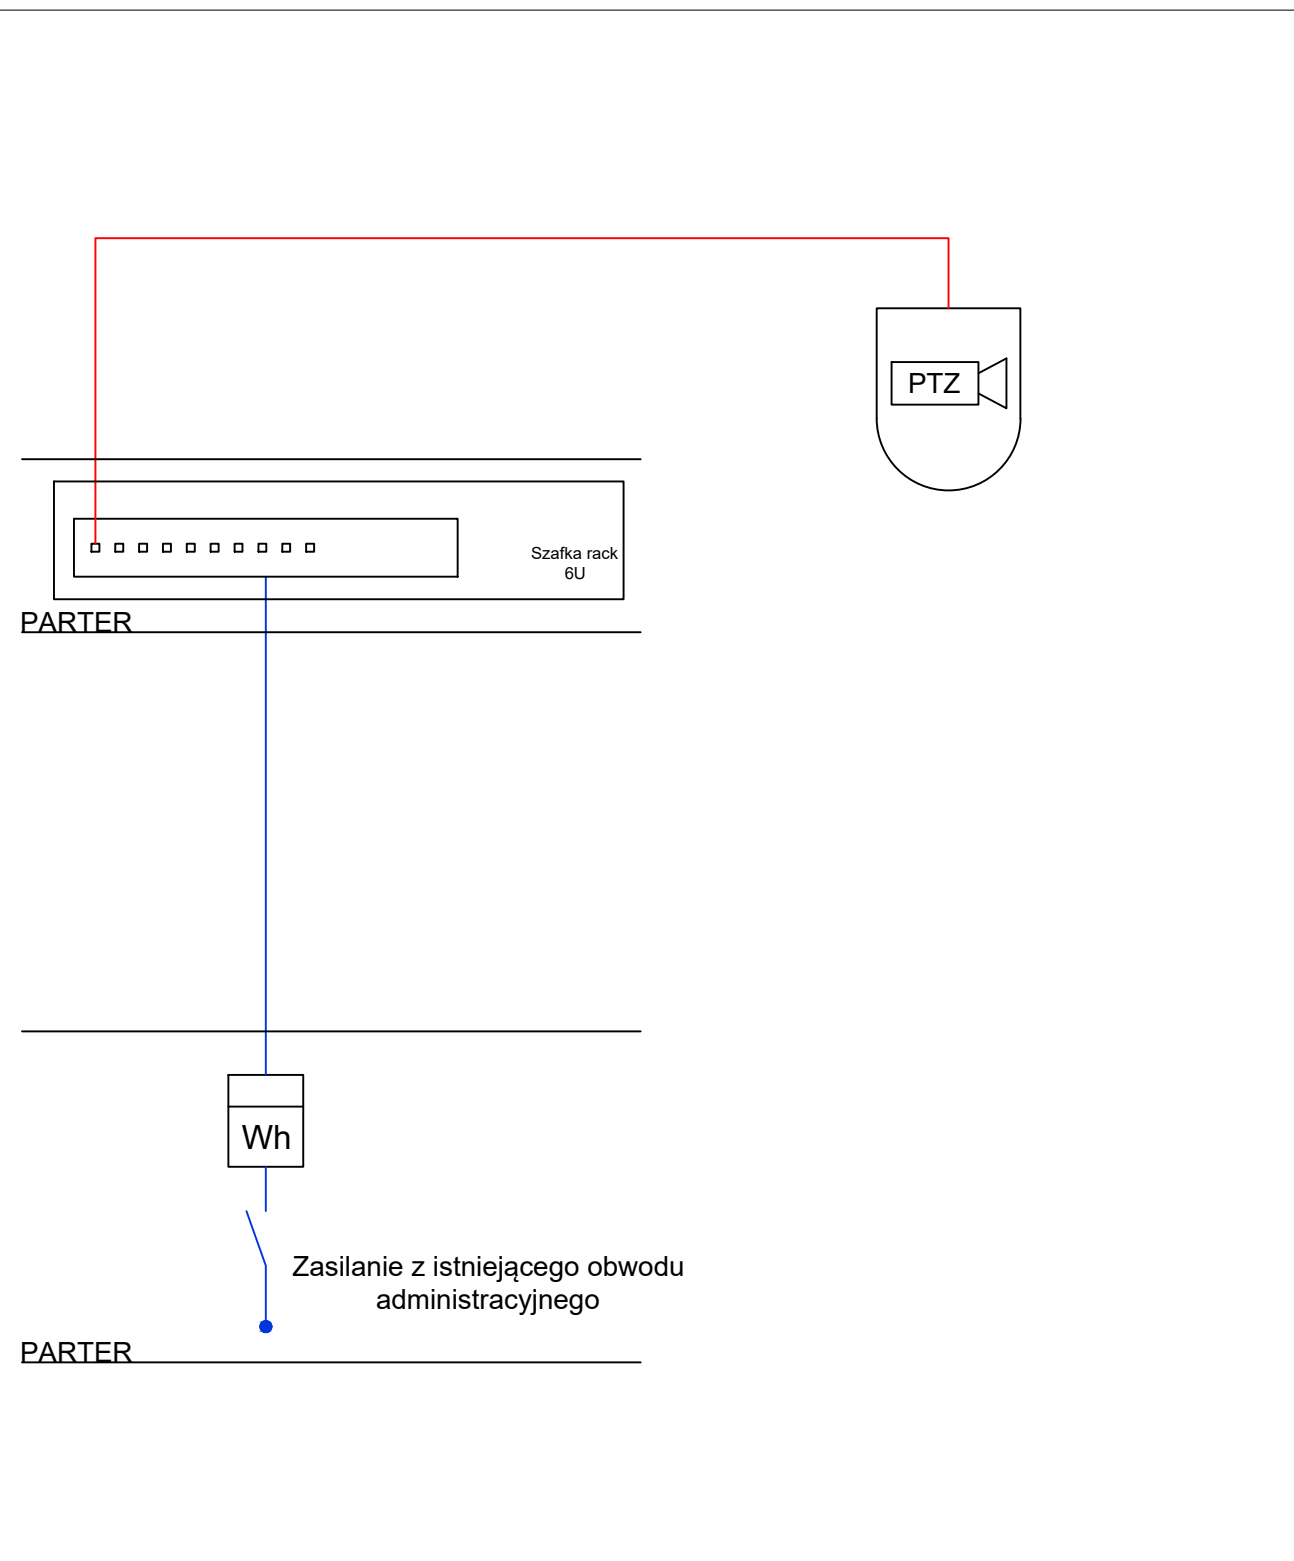 PTZ
Szafka rack
6U
PARTER
Wh
Zasilanie z istniejącego obwodu
administracyjnego
PARTER